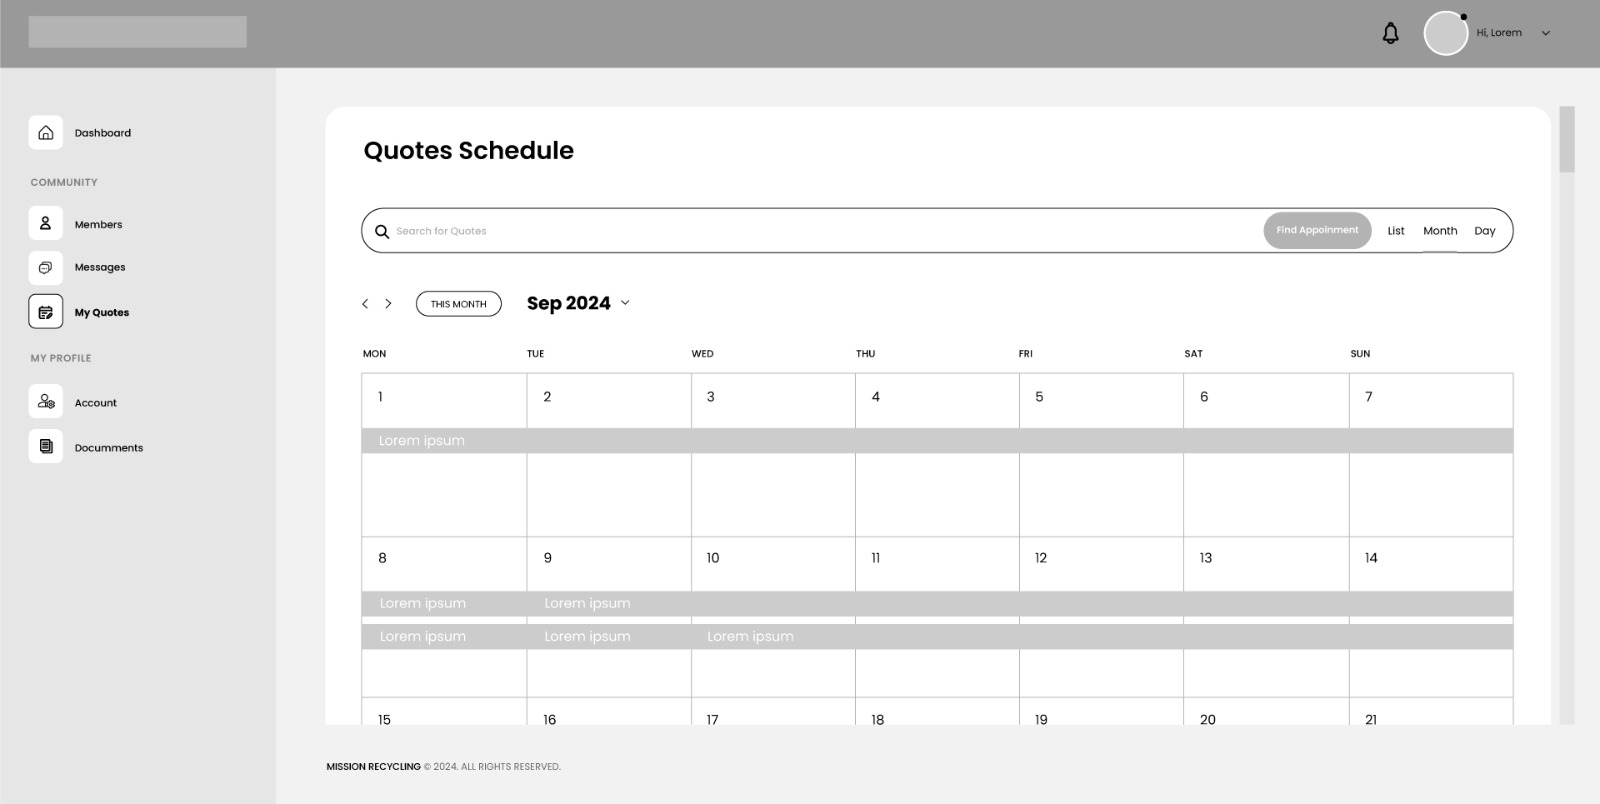 Hi, Lorem
Dashboard
COMMUNITY
Members
Messages
My Quotes
MY PROFILE
Account
Documments
Quotes Schedule
Search for Quotes
Find Appoinment
List
Month
Day
THIS MONTH
Sep 2024
MON TUE WED THU FRI SAT SUN
1 2 3 4 5 6 7
Lorem ipsum
8 9 10 11 12 13 14
Lorem ipsum Lorem ipsum
Lorem ipsum Lorem ipsum Lorem ipsum
15 16 17 18 19 20 21
MISSION RECYCLING © 2024. ALL RIGHTS RESERVED.